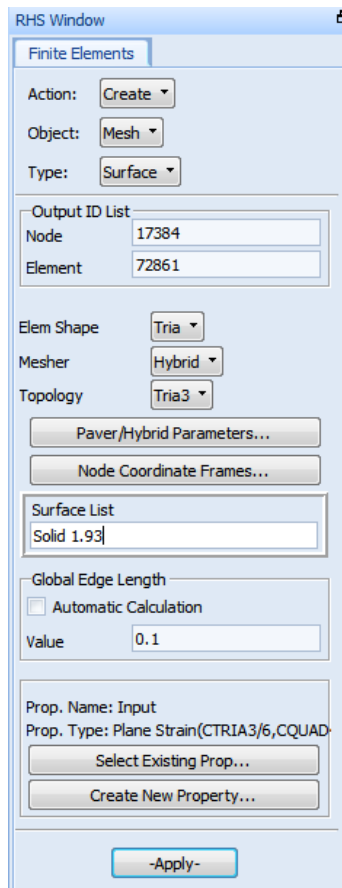 RHS Window
Finite Elements
Action: Create
Object: Mesh
Type: Surface
Output ID List
Node 17384
Element 72861
Elem Shape Tria
Mesher Hybrid
Topology Tria3
Paver/Hybrid Parameters...
Node Coordinate Frames...
Surface List
Solid 1.93
Global Edge Length
Automatic Calculation
Value 0.1
Prop. Name: Input
Prop. Type: Plane Strain(CTRIA3/6,CQUAD
Select Existing Prop...
Create New Property...
-Apply-